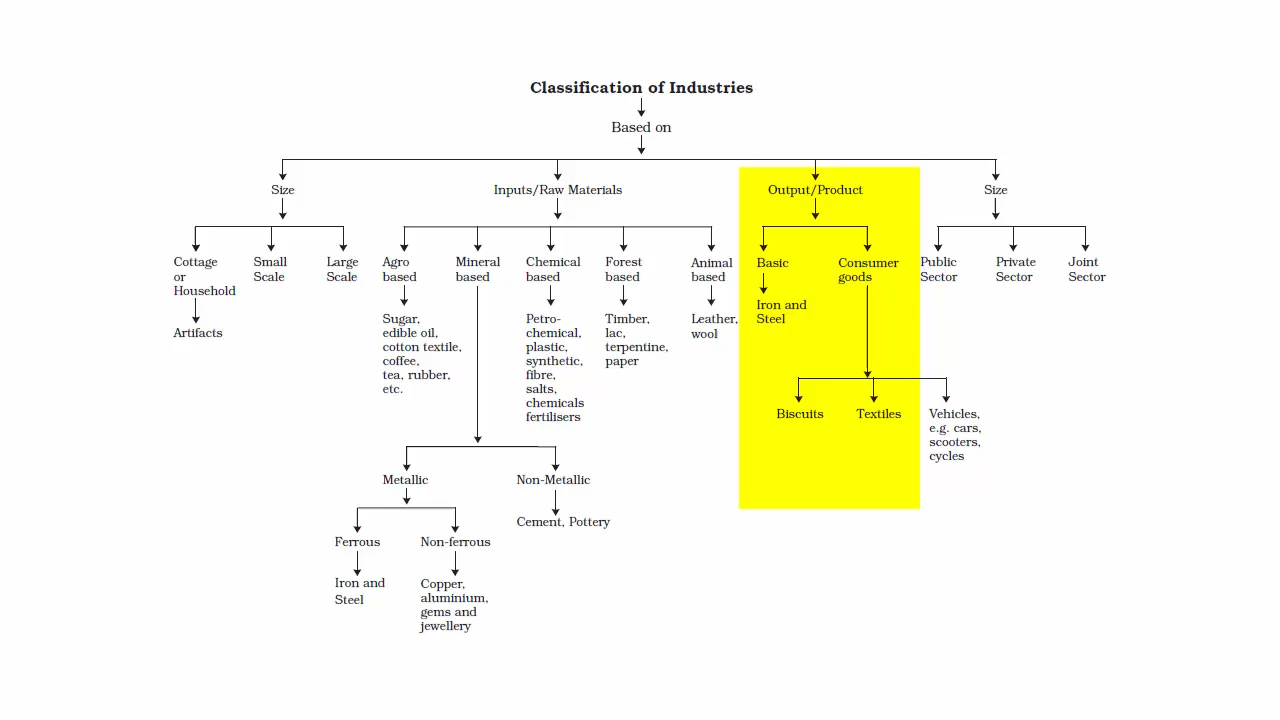 Classification of Industries
Based on
Size
Inputs/Raw Materials
Output/Product
Size
Cottage
or
Household
Small
Scale
Large
Scale
Agro
based
Mineral
based
Chemical
based
Forest
based
Animal
based
Basic
Consumer
goods
Public
Sector
Private
Sector
Joint
Sector
Artifacts
Sugar,
edible oil,
cotton textile,
coffee,
tea, rubber,
etc.
Petro-
chemical,
plastic,
synthetic,
fibre,
salts,
chemicals
fertilisers
Timber,
lac,
terpentine,
paper
Leather,
wool
Iron and
Steel
Biscuits
Textiles
Vehicles,
e.g. cars,
scooters,
cycles
Metallic
Non-Metallic
Cement, Pottery
Ferrous
Non-ferrous
Iron and
Steel
Copper,
aluminium,
gems and
jewellery